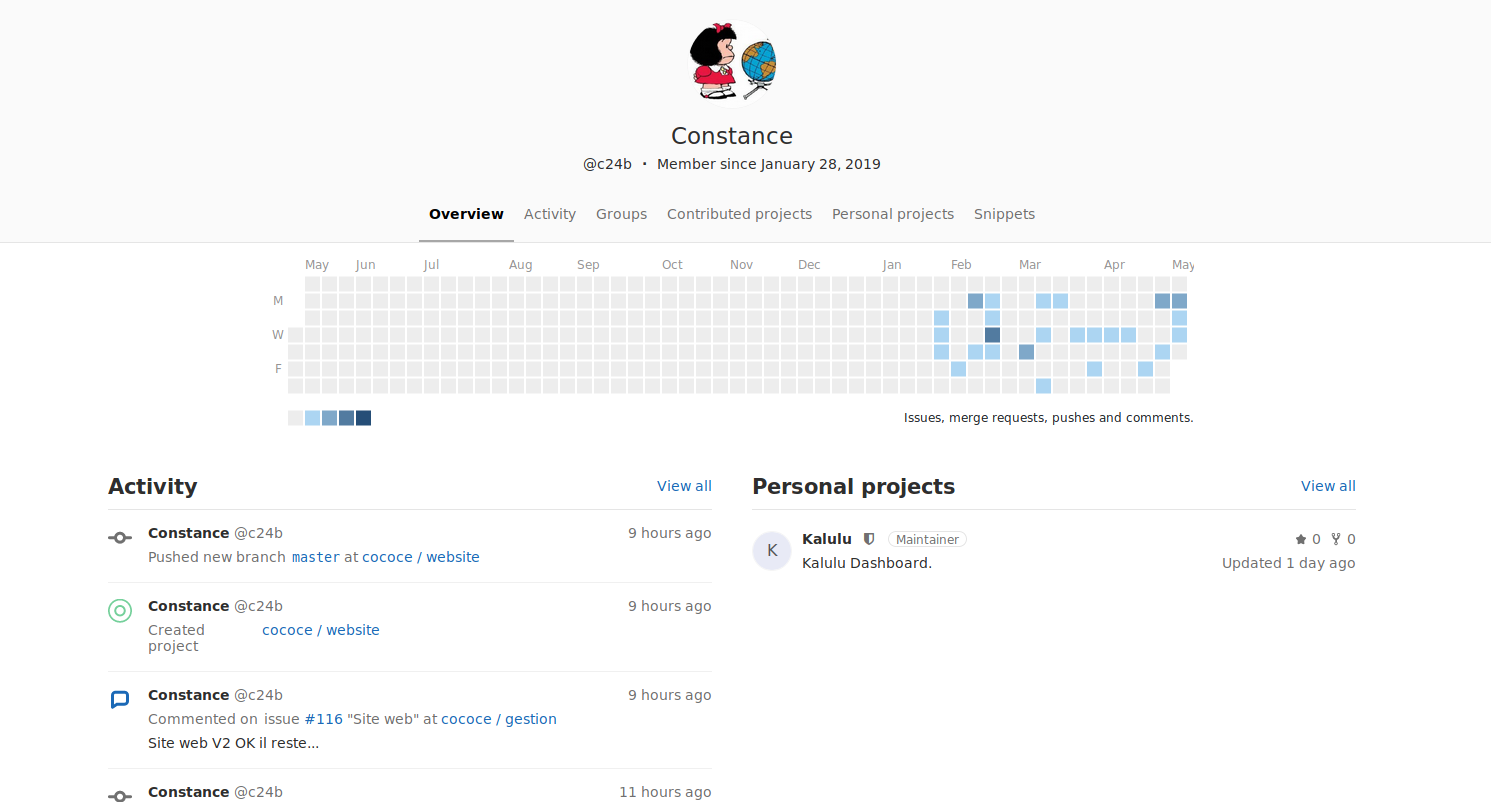 Constance
@c24b · Member since January 28, 2019
Overview Activity Groups Contributed projects Personal projects Snippets
May Jun Jul Aug Sep Oct Nov Dec Jan Feb Mar Apr May
M
W
F
Issues, merge requests, pushes and comments.
Activity View all
Constance @c24b 9 hours ago
Pushed new branch master at cococe / website
Constance @c24b 9 hours ago
Created project cococe / website
Constance @c24b 9 hours ago
Commented on issue #116 "Site web" at cococe / gestion
Site web V2 OK il reste...
Constance @c24b 11 hours ago
Personal projects View all
K
Kalulu Maintainer 0 0
Kalulu Dashboard. Updated 1 day ago